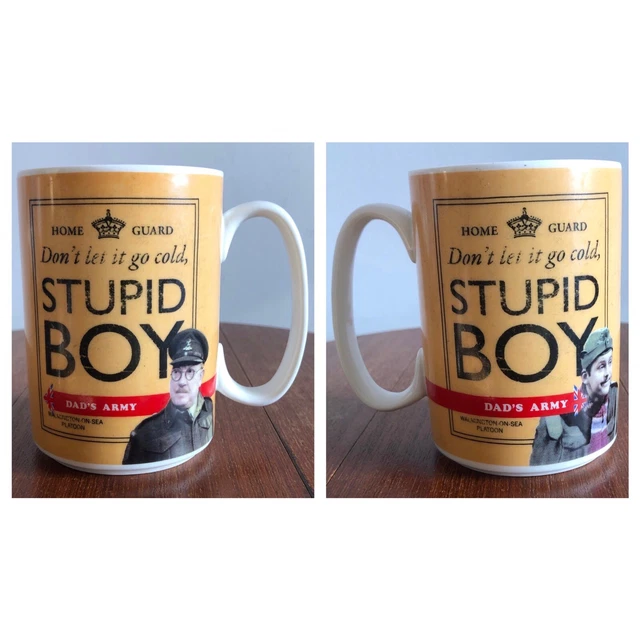 HOME GUARD
Don't let it go cold,
STUPID
BOY
DAD'S ARMY
WALMINGTON-ON-SEA
PLATOON
HOME GUARD
Don't let it go cold,
STUPID
BOY
DAD'S ARMY
WALMINGTON-ON-SEA
PLATOON